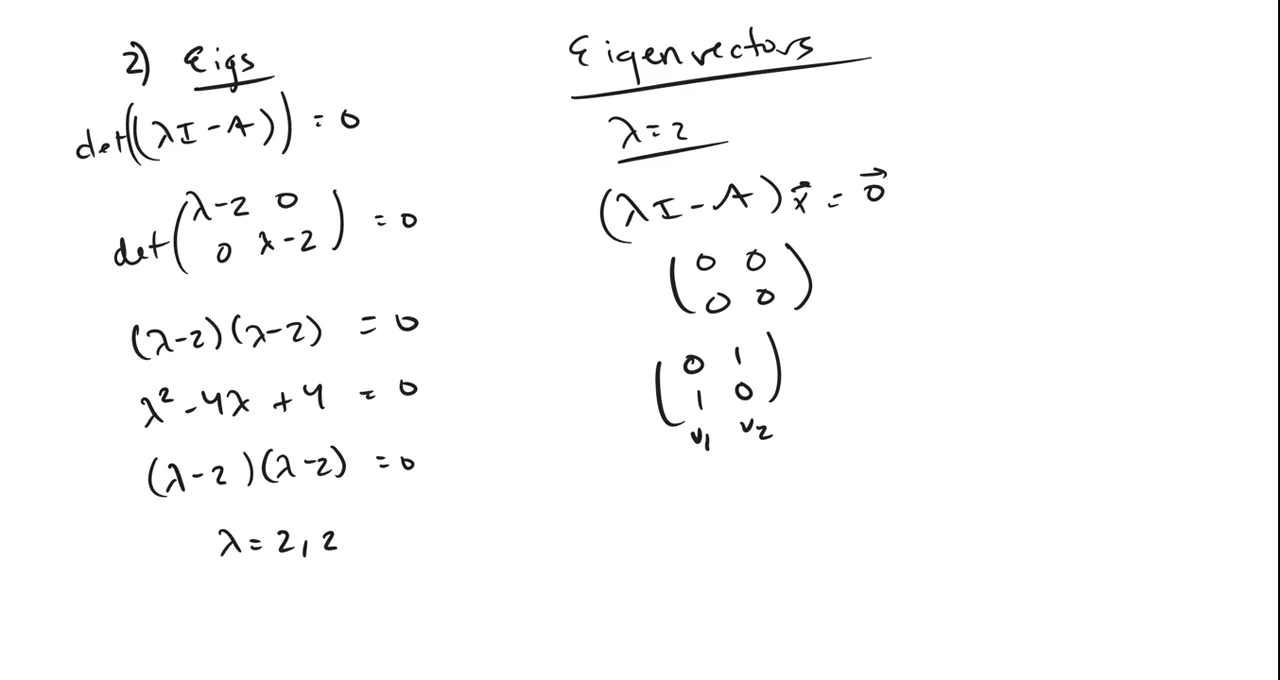 2) Eigs
det((λI-A)) = 0
det(λ-2 0
0 λ-2) = 0
(λ-2)(λ-2) = 0
λ²-4λ+4 = 0
(λ-2)(λ-2) = 0
λ = 2, 2
Eigenvectors
λ = 2
(λI-A)x⃗ = 0⃗
(0 0
0 0)
(0 1
1 0)
v₁ v₂